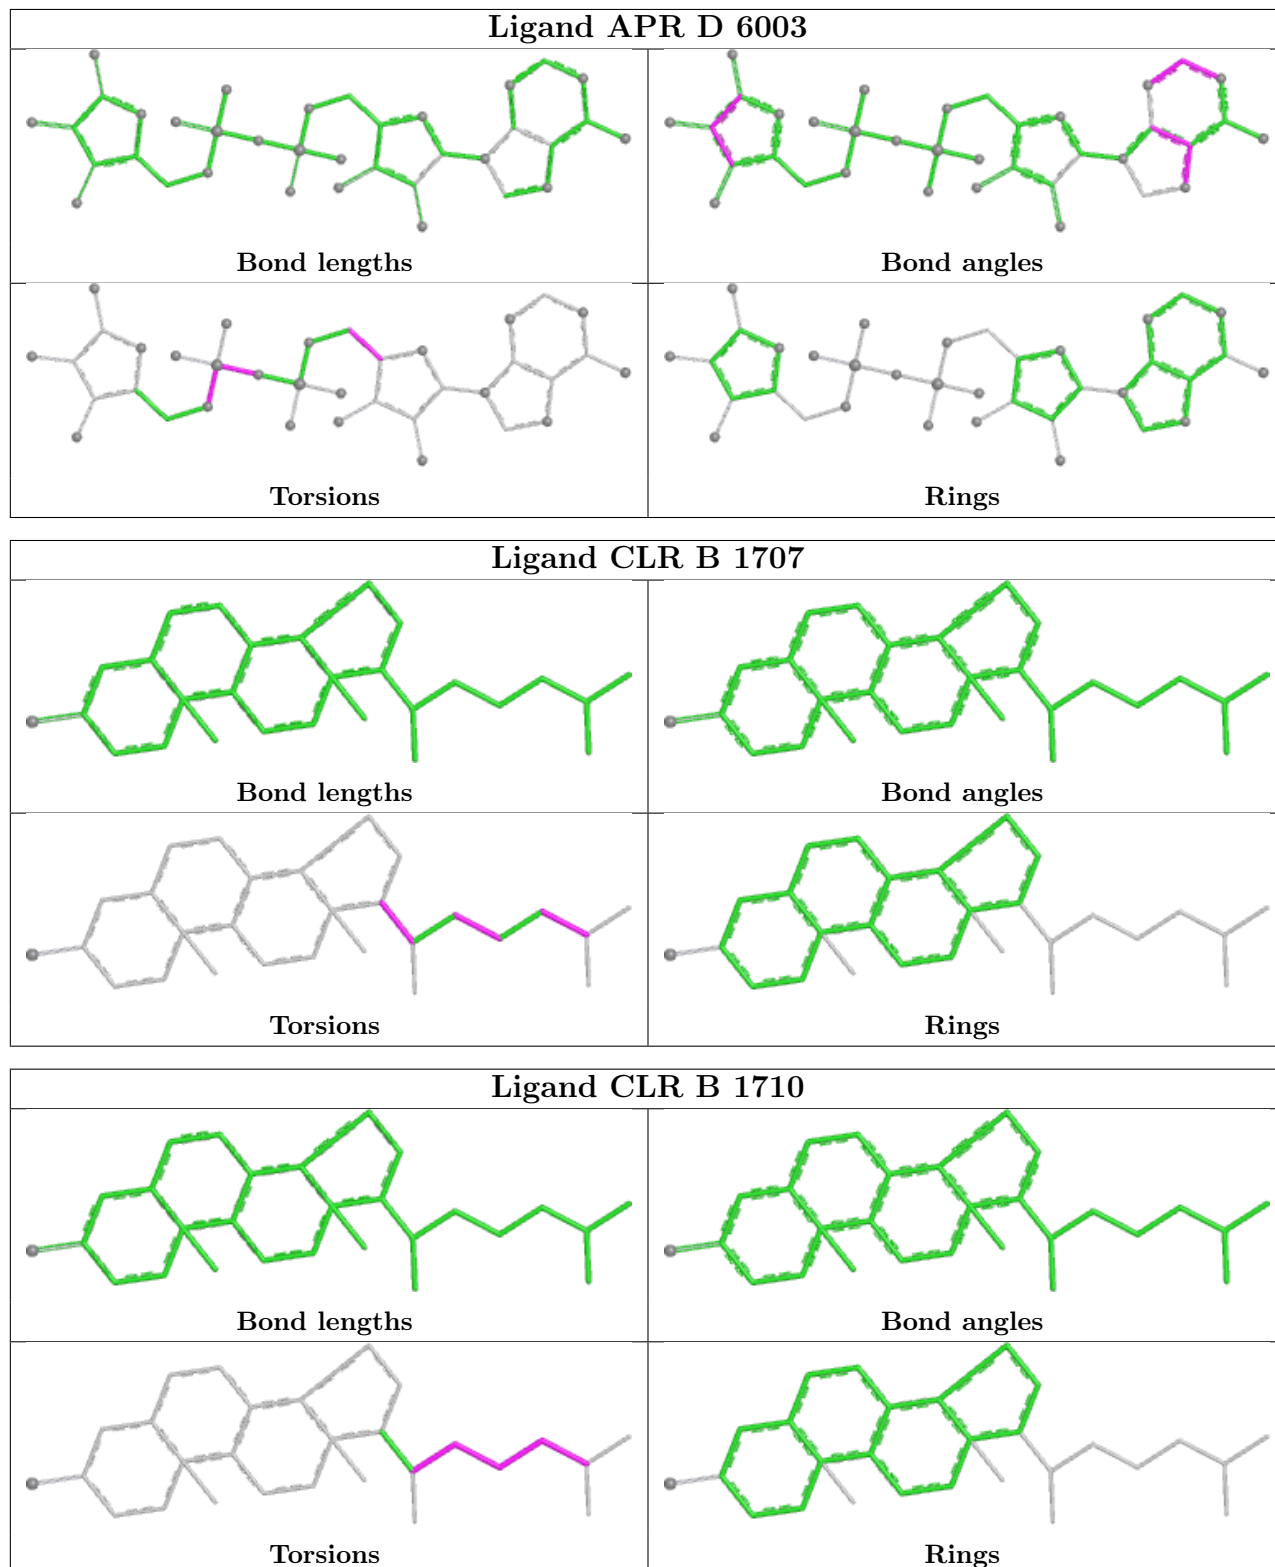 Ligand APR D 6003
Bond lengths
Bond angles
Torsions
Rings
Ligand CLR B 1707
Bond lengths
Bond angles
Torsions
Rings
Ligand CLR B 1710
Bond lengths
Bond angles
Torsions
Rings